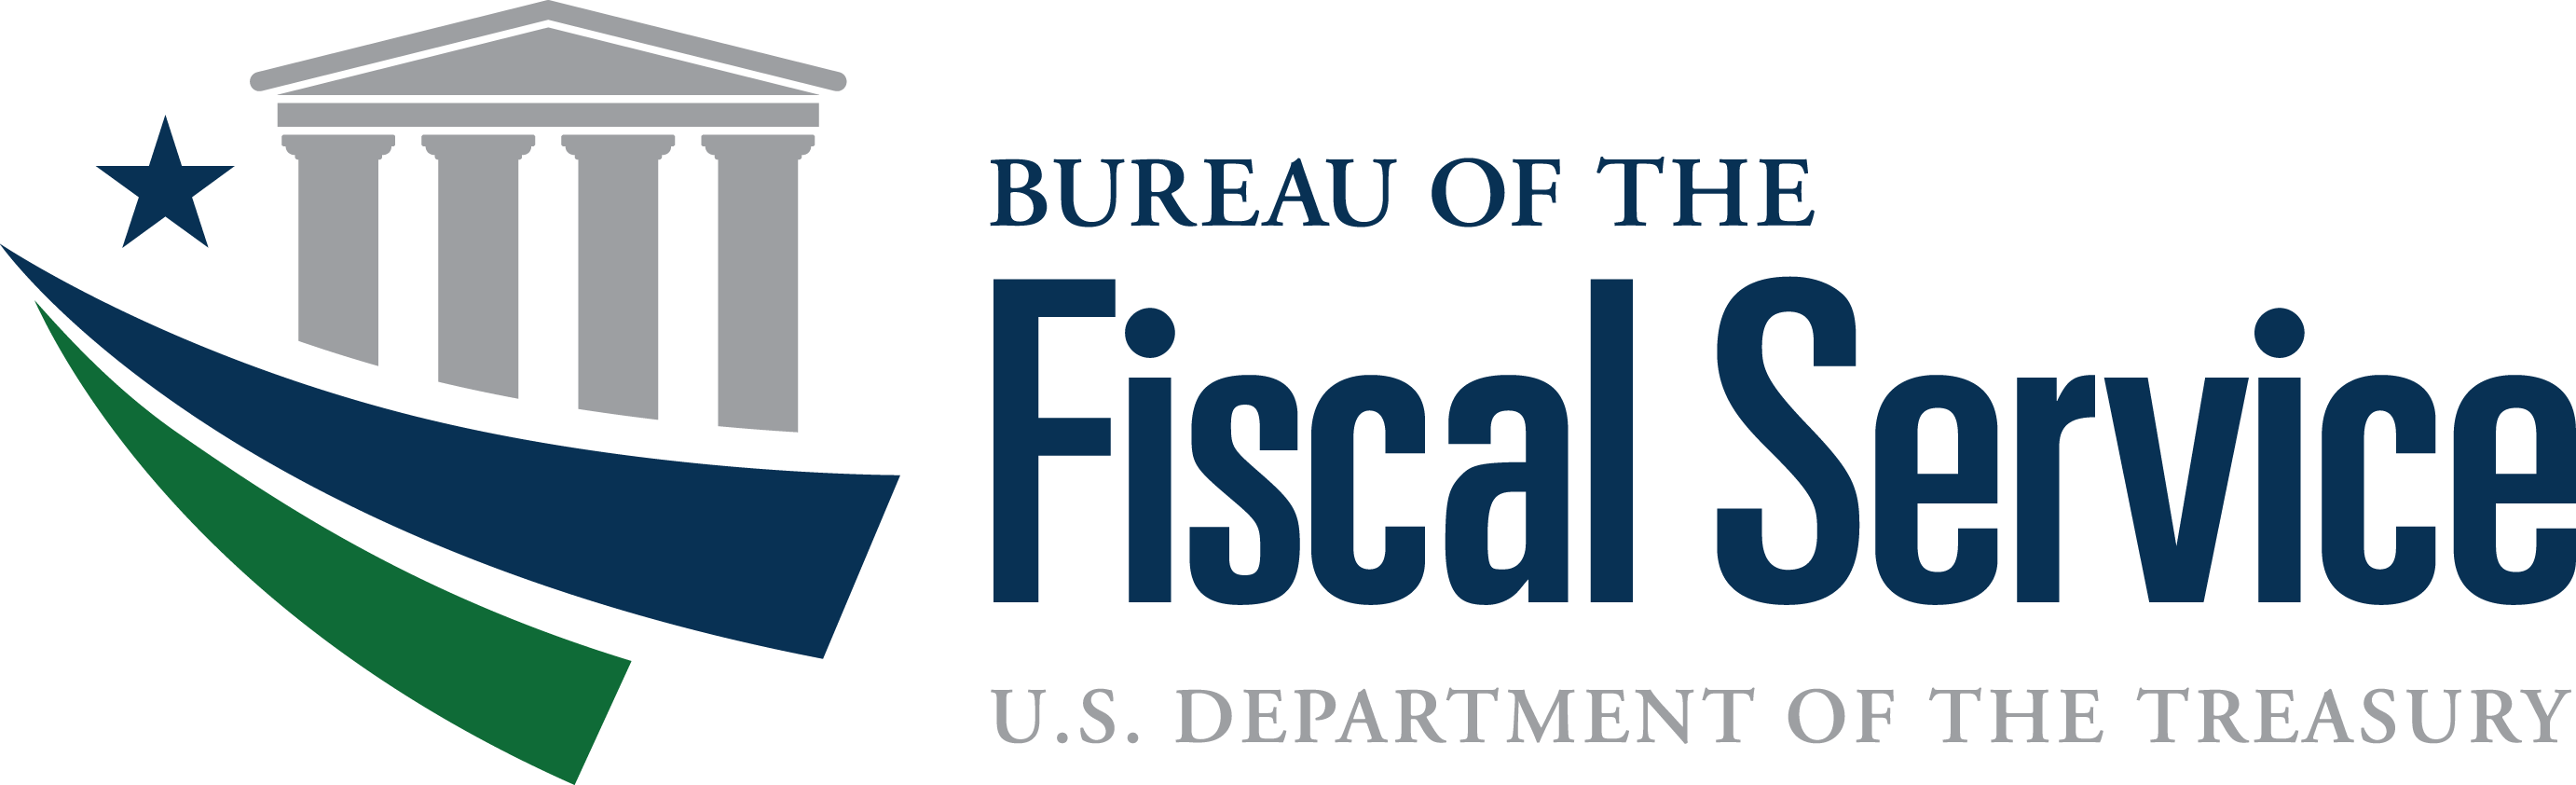 BUREAU OF THE
Fiscal Service
U.S. DEPARTMENT OF THE TREASURY